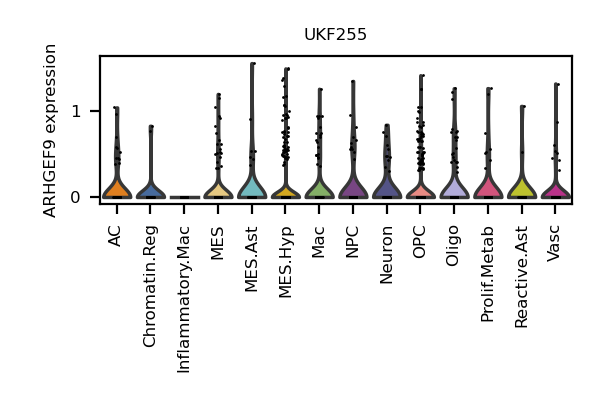 UKF255
ARHGEF9 expression
1
0
AC
Chromatin.Reg
Inflammatory.Mac
MES
MES.Ast
MES.Hyp
Mac
NPC
Neuron
OPC
Oligo
Prolif.Metab
Reactive.Ast
Vasc